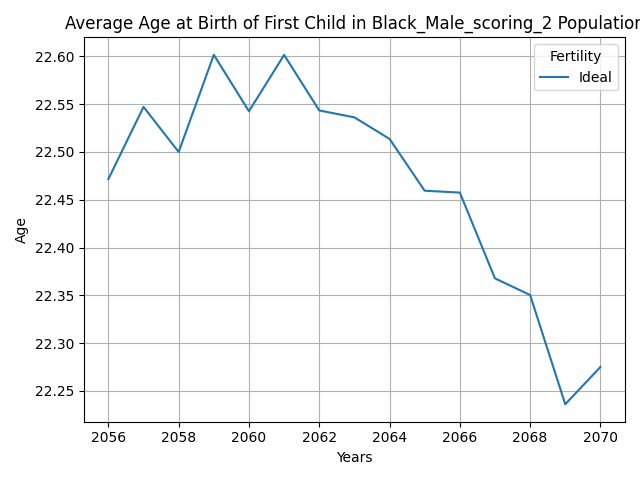 Average Age at Birth of First Child in Black_Male_scoring_2 Population
Fertility
Ideal
22.60
22.55
22.50
22.45
22.40
22.35
22.30
22.25
Age
2056 2058 2060 2062 2064 2066 2068 2070
Years